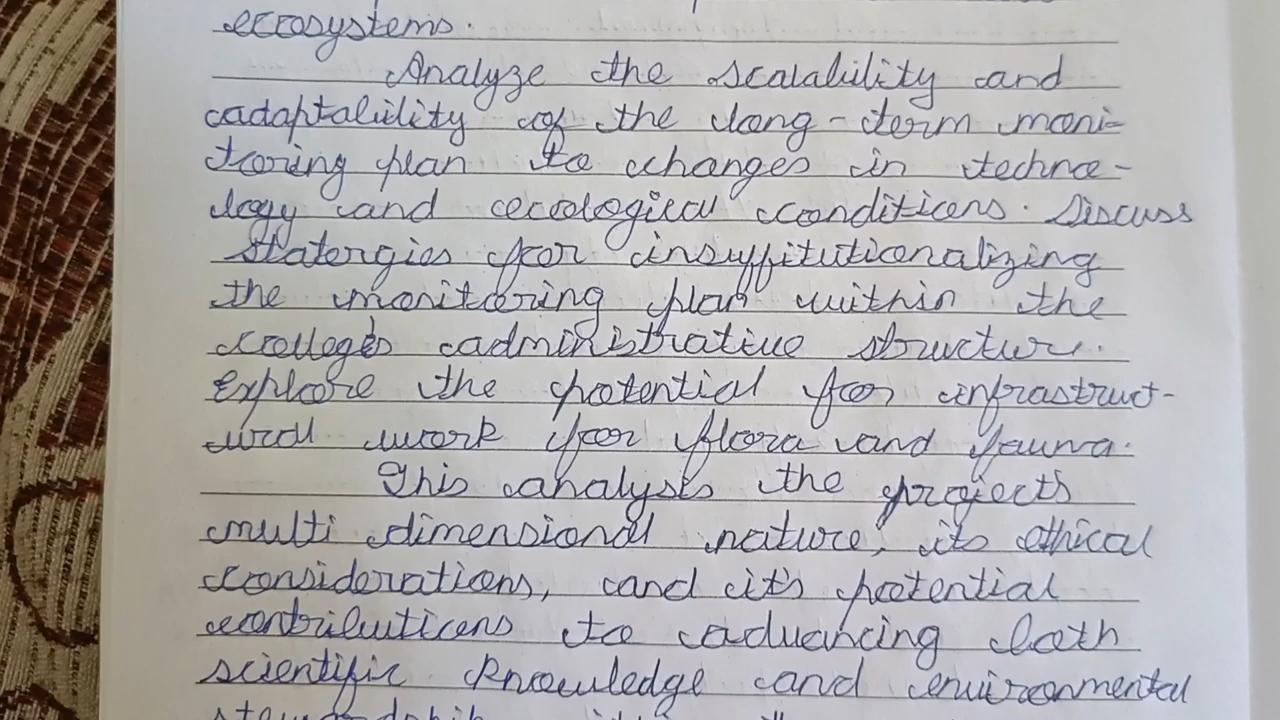 ecosystems.
Analyze the scalability and
adaptability of the long-term moni-
toring plan to changes in techno-
logy and ecological conditions. Discuss
statergies for insuffitutionalizing
the monitoring plan within the
college's administrative structure.
Explore the potential for infrastruct-
ural work for flora and fauna.
This analysis the project's
multi dimensional nature, its ethical
considerations, and it's potential
contributions to advancing both
scientific knowledge and environmental